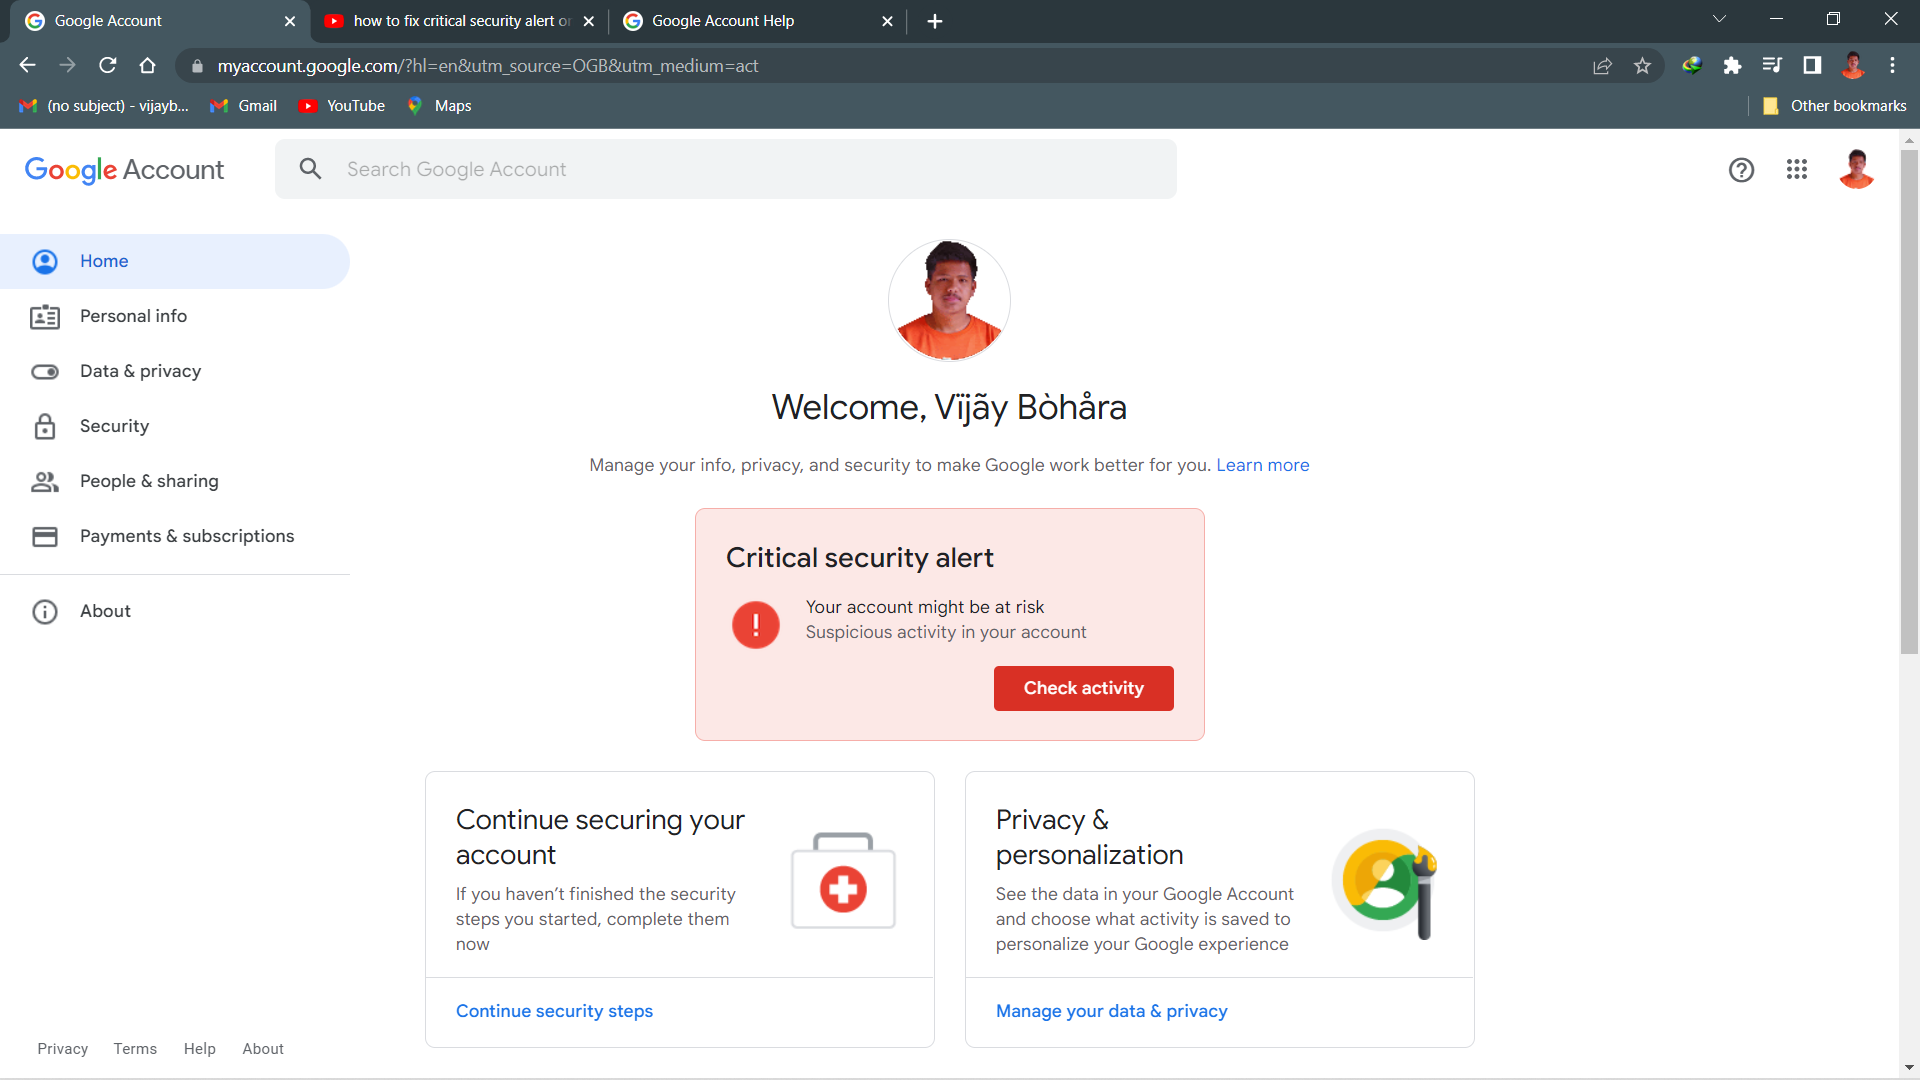 Google Account
how to fix critical security alert or
Google Account Help
myaccount.google.com/?hl=en&utm_source=OGB&utm_medium=act
(no subject) - vijayb...
Gmail
YouTube
Maps
Other bookmarks
Google Account
Search Google Account
Home
Personal info
Data & privacy
Security
People & sharing
Payments & subscriptions
About
Welcome, Vïjãy Bòhåra
Manage your info, privacy, and security to make Google work better for you. Learn more
Critical security alert
Your account might be at risk
Suspicious activity in your account
Check activity
Continue securing your
account
If you haven’t finished the security
steps you started, complete them
now
Continue security steps
Privacy &
personalization
See the data in your Google Account
and choose what activity is saved to
personalize your Google experience
Manage your data & privacy
Privacy
Terms
Help
About